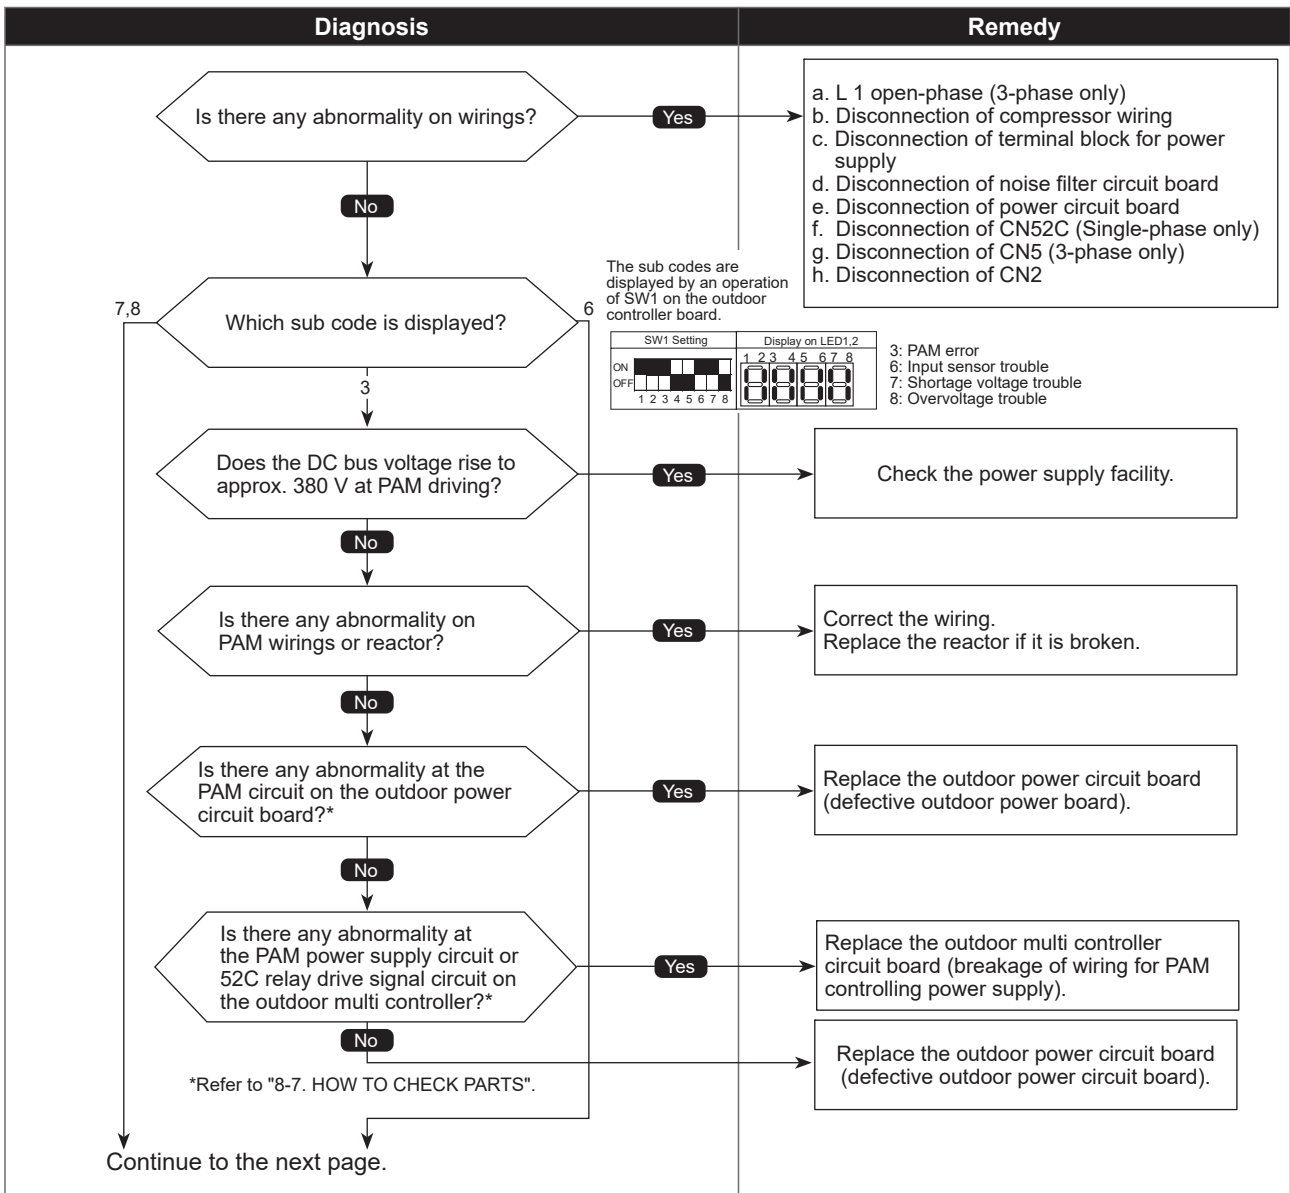 Diagnosis
Remedy
Is there any abnormality on wirings?
Yes
a. L 1 open-phase (3-phase only)
b. Disconnection of compressor wiring
c. Disconnection of terminal block for power
supply
d. Disconnection of noise filter circuit board
e. Disconnection of power circuit board
f. Disconnection of CN52C (Single-phase only)
g. Disconnection of CN5 (3-phase only)
h. Disconnection of CN2
No
The sub codes are
displayed by an operation
of SW1 on the outdoor
controller board.
7,8
Which sub code is displayed?
6
SW1 Setting
Display on LED1,2
ON
OFF
1 2 3 4 5 6 7 8
1 2 3 4 5 6 7 8
3: PAM error
6: Input sensor trouble
7: Shortage voltage trouble
8: Overvoltage trouble
3
Does the DC bus voltage rise to
approx. 380 V at PAM driving?
Yes
Check the power supply facility.
No
Is there any abnormality on
PAM wirings or reactor?
Yes
Correct the wiring.
Replace the reactor if it is broken.
No
Is there any abnormality at the
PAM circuit on the outdoor power
circuit board?*
Yes
Replace the outdoor power circuit board
(defective outdoor power board).
No
Is there any abnormality at
the PAM power supply circuit or
52C relay drive signal circuit on
the outdoor multi controller?*
Yes
Replace the outdoor multi controller
circuit board (breakage of wiring for PAM
controlling power supply).
No
Replace the outdoor power circuit board
(defective outdoor power circuit board).
*Refer to "8-7. HOW TO CHECK PARTS".
Continue to the next page.